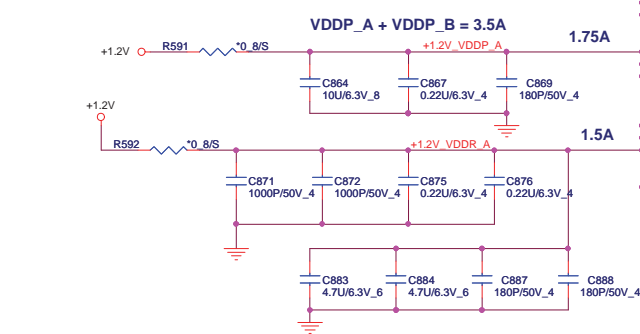 VDDP_A + VDDP_B = 3.5A
+1.2V R591 *0_8/S +1.2V_VDDP_A 1.75A
C864 C867 C869
10U/6.3V_8 0.22U/6.3V_4 180P/50V_4
+1.2V
R592 *0_8/S +1.2V_VDDR_A 1.5A
C871 C872 C875 C876
1000P/50V_4 1000P/50V_4 0.22U/6.3V_4 0.22U/6.3V_4
C883 C884 C887 C888
4.7U/6.3V_6 4.7U/6.3V_6 180P/50V_4 180P/50V_4